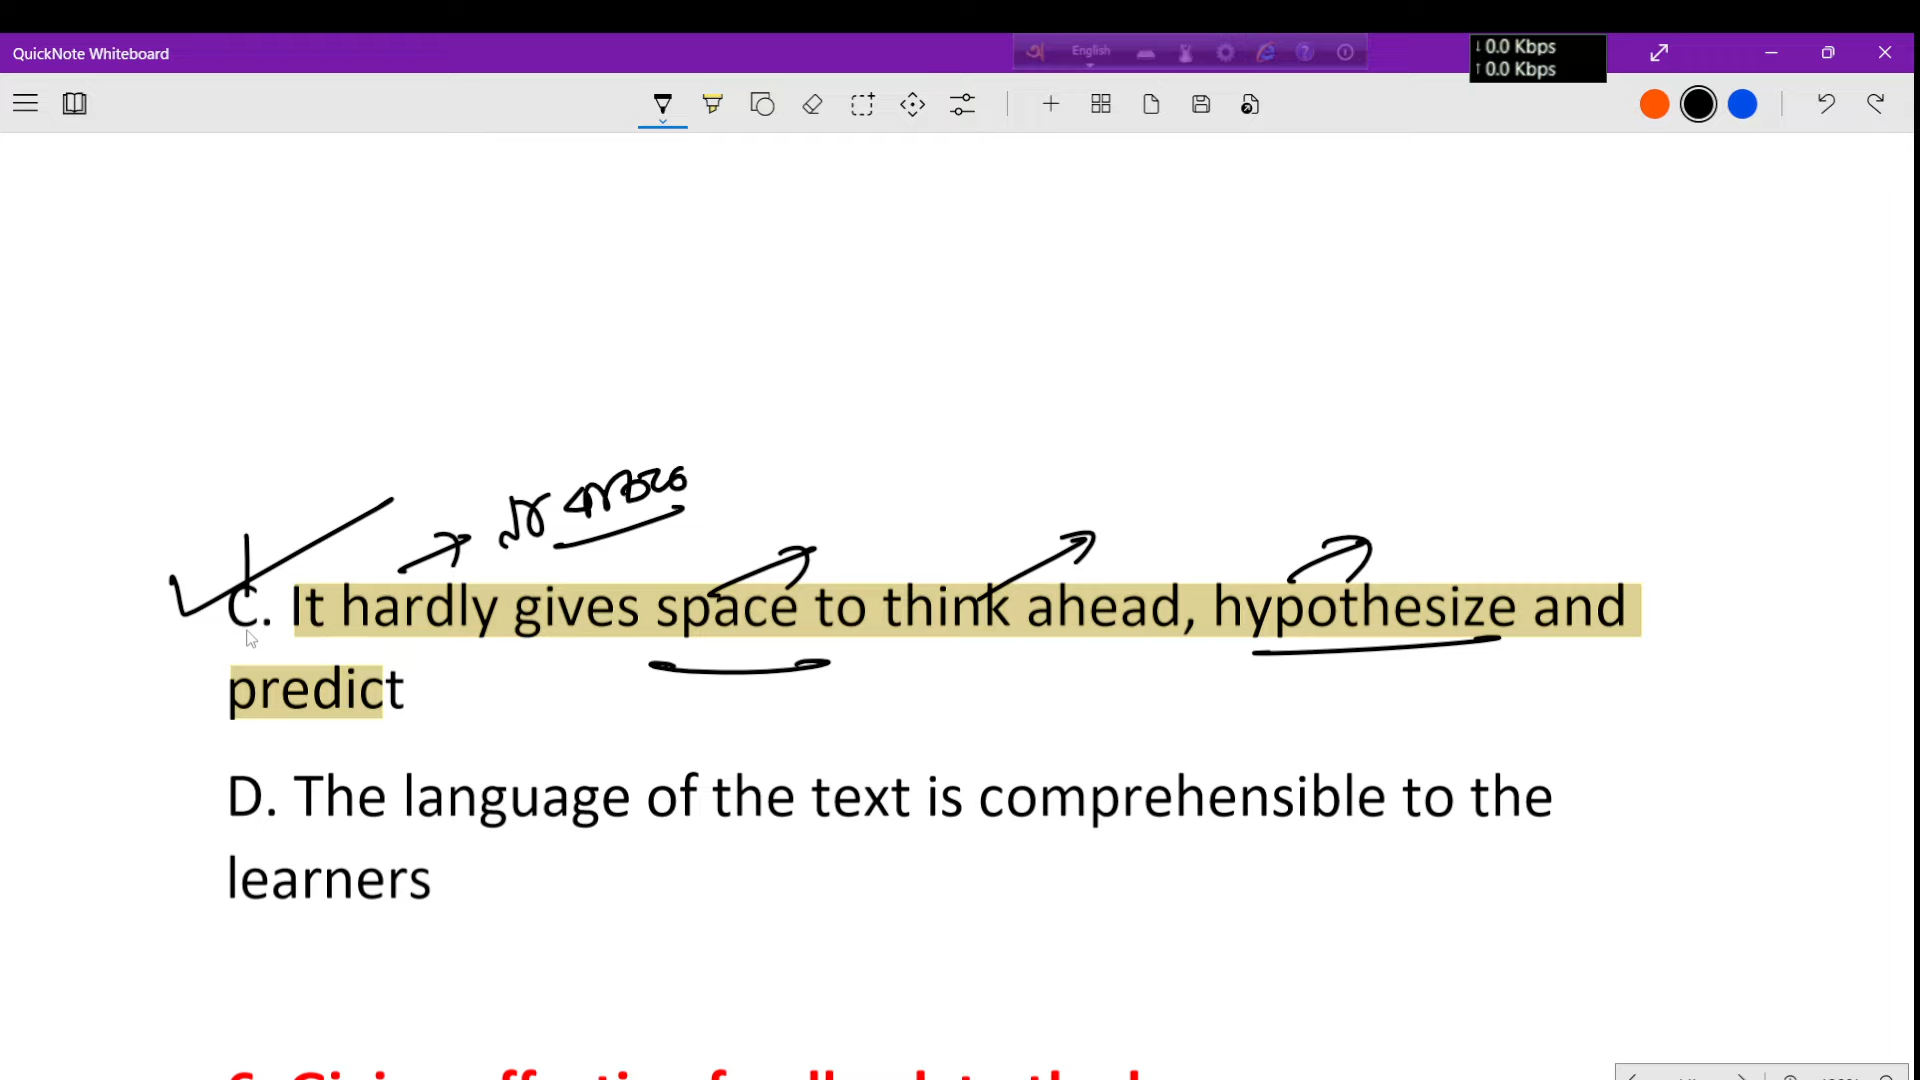 QuickNote Whiteboard
English
↓ 0.0 Kbps
↑ 0.0 Kbps
C. It hardly gives space to think ahead, hypothesize and
predict
D. The language of the text is comprehensible to the
learners